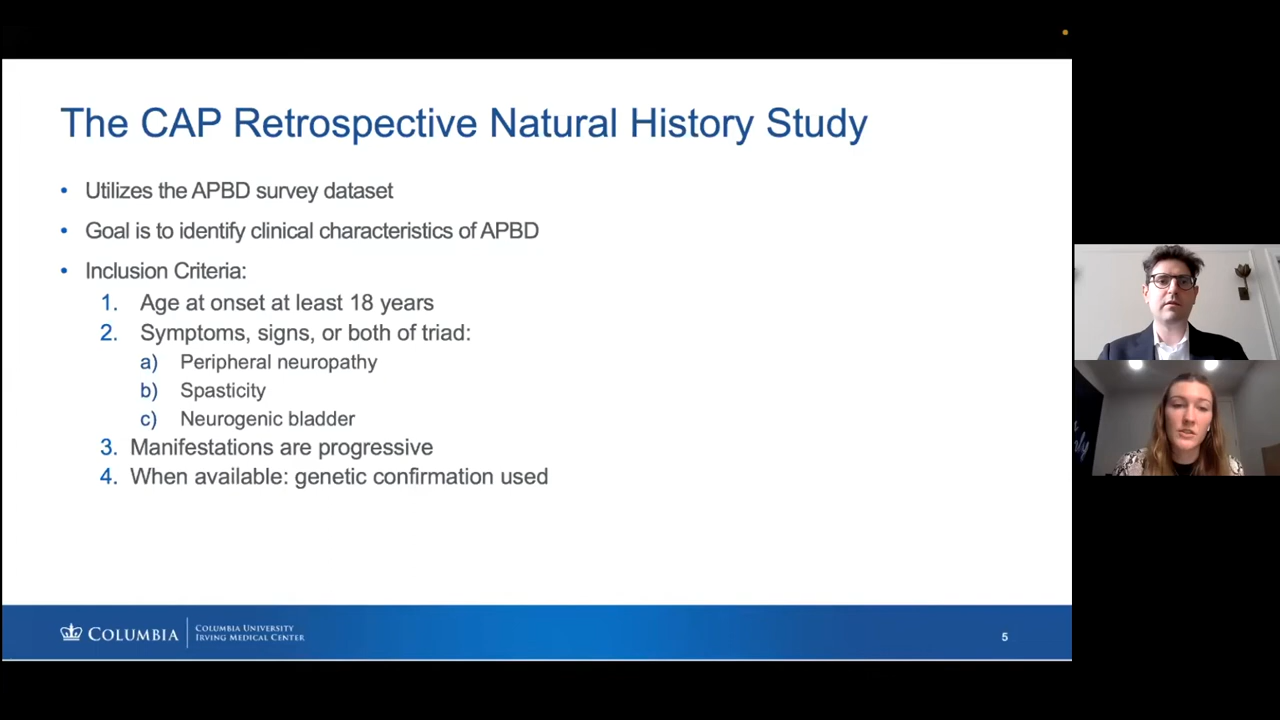 The CAP Retrospective Natural History Study
• Utilizes the APBD survey dataset
• Goal is to identify clinical characteristics of APBD
• Inclusion Criteria:
1. Age at onset at least 18 years
2. Symptoms, signs, or both of triad:
a) Peripheral neuropathy
b) Spasticity
c) Neurogenic bladder
3. Manifestations are progressive
4. When available: genetic confirmation used
COLUMBIA
COLUMBIA UNIVERSITY
IRVING MEDICAL CENTER
5